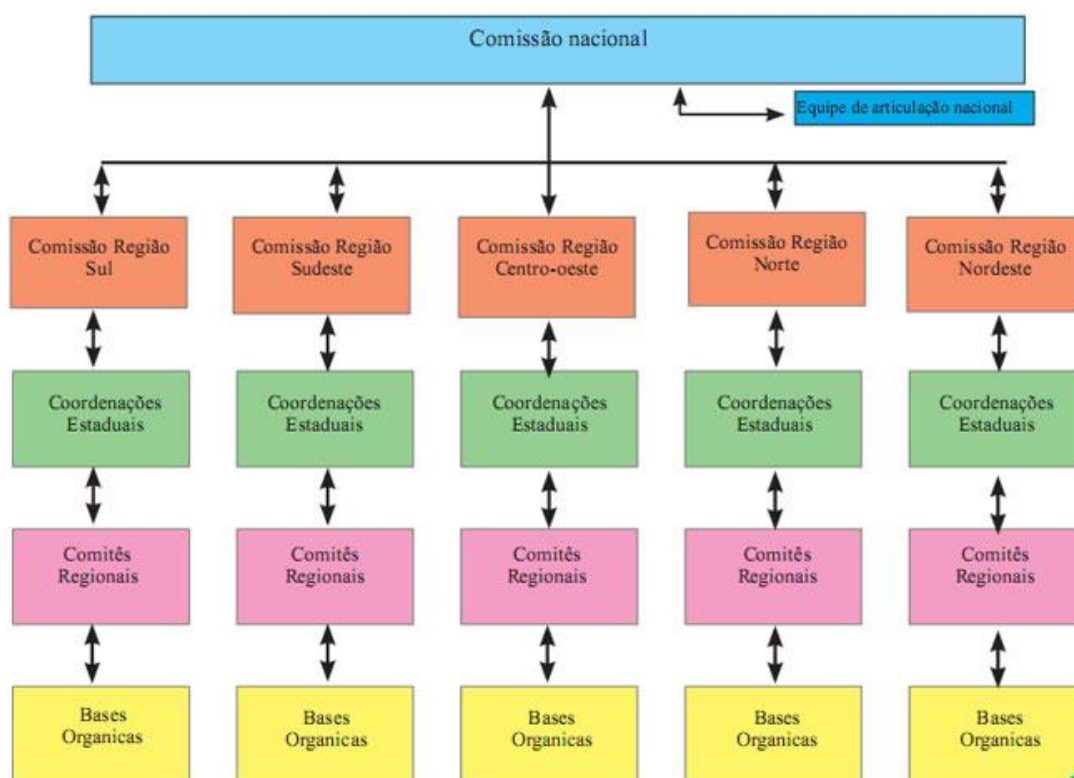 Comissão nacional
Equipe de articulação nacional
Comissão Região
Sul
Comissão Região
Sudeste
Comissão Região
Centro-oeste
Comissão Região
Norte
Comissão Região
Nordeste
Coordenações
Estaduais
Coordenações
Estaduais
Coordenações
Estaduais
Coordenações
Estaduais
Coordenações
Estaduais
Comitês
Regionais
Comitês
Regionais
Comitês
Regionais
Comitês
Regionais
Comitês
Regionais
Bases
Organicas
Bases
Organicas
Bases
Organicas
Bases
Organicas
Bases
Organicas